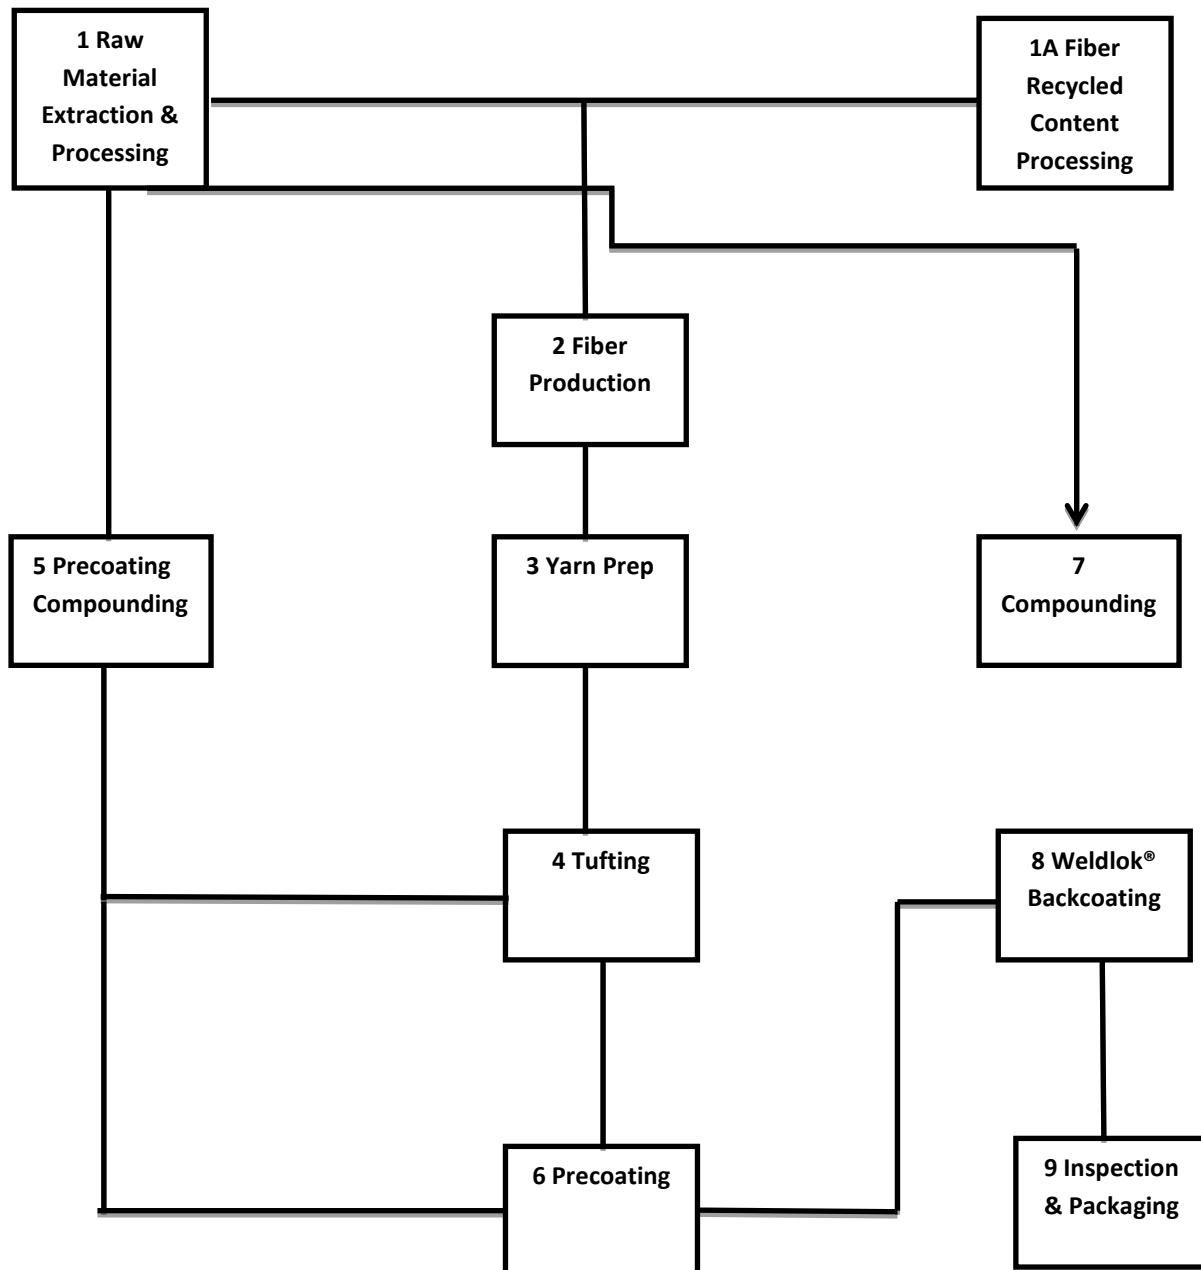 1 Raw
Material
Extraction &
Processing
1A Fiber
Recycled
Content
Processing
2 Fiber
Production
5 Precoating
Compounding
3 Yarn Prep
7
Compounding
4 Tufting
8 Weldlok®
Backcoating
6 Precoating
9 Inspection
& Packaging